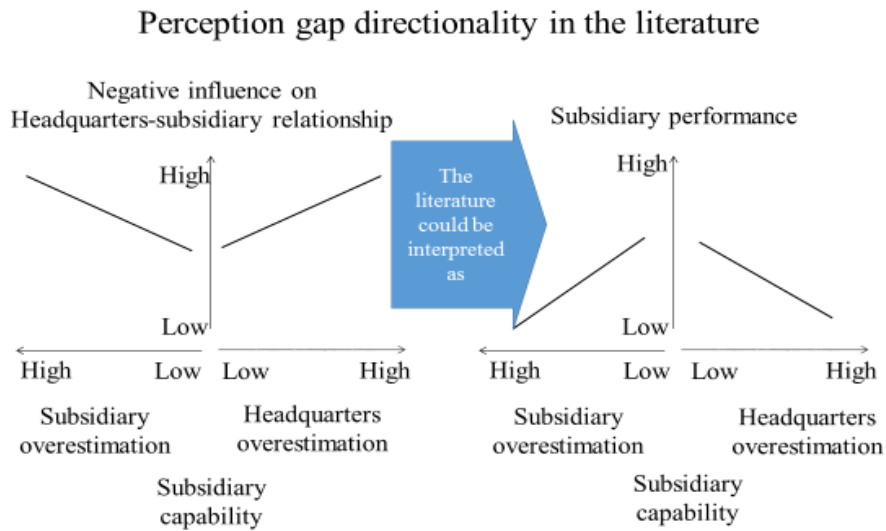 Perception gap directionality in the literature
Negative influence on
Headquarters-subsidiary relationship
High
Low
High
Low
Low
High
Subsidiary
overestimation
Headquarters
overestimation
Subsidiary
capability
The
literature
could be
interpreted
as
Subsidiary performance
High
Low
High
Low
Low
High
Subsidiary
overestimation
Headquarters
overestimation
Subsidiary
capability